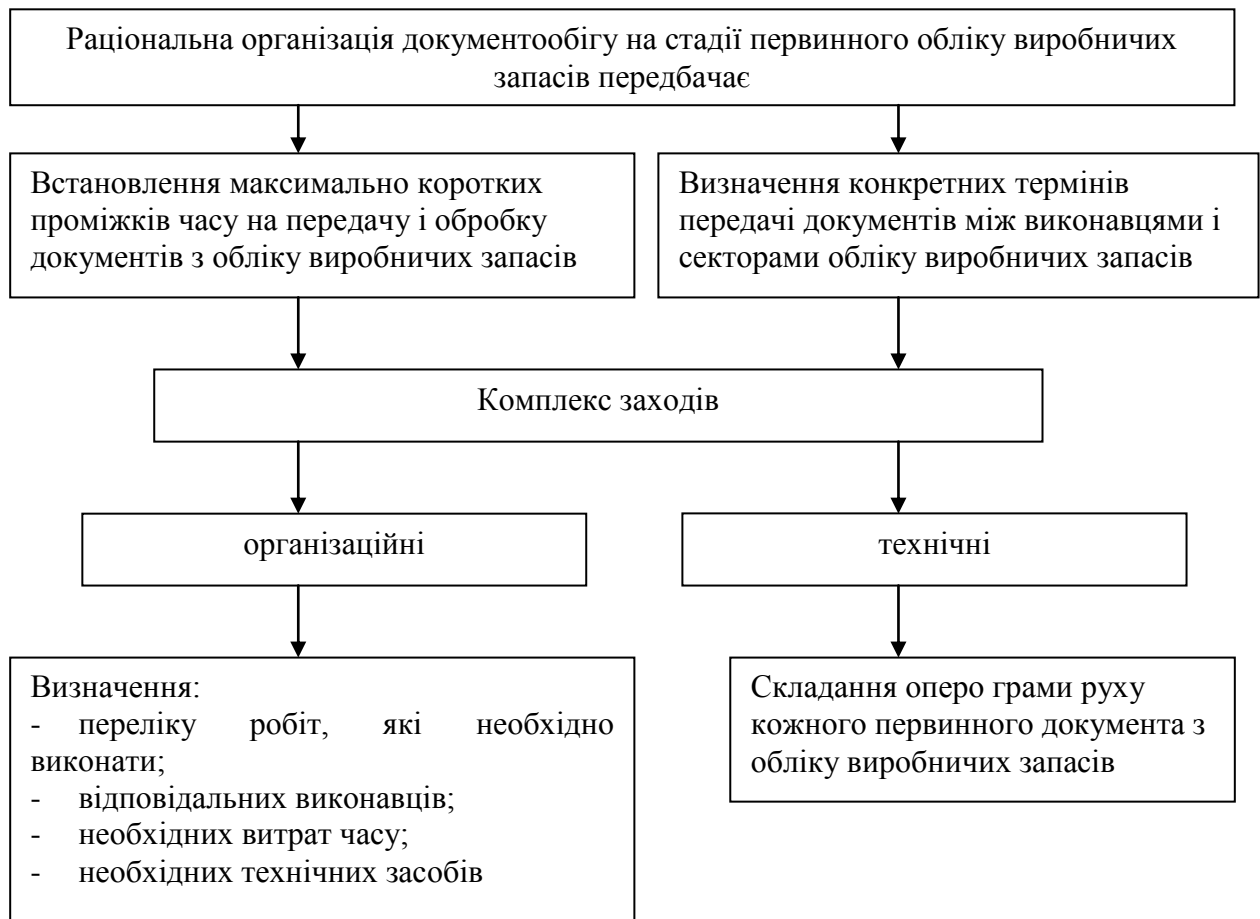 Раціональна організація документообігу на стадії первинного обліку виробничих
запасів передбачає
Встановлення максимально коротких
проміжків часу на передачу і обробку
документів з обліку виробничих запасів
Визначення конкретних термінів
передачі документів між виконавцями і
секторами обліку виробничих запасів
Комплекс заходів
організаційні
технічні
Визначення:
- переліку робіт, які необхідно
виконати;
- відповідальних виконавців;
- необхідних витрат часу;
- необхідних технічних засобів
Складання оперо грами руху
кожного первинного документа з
обліку виробничих запасів